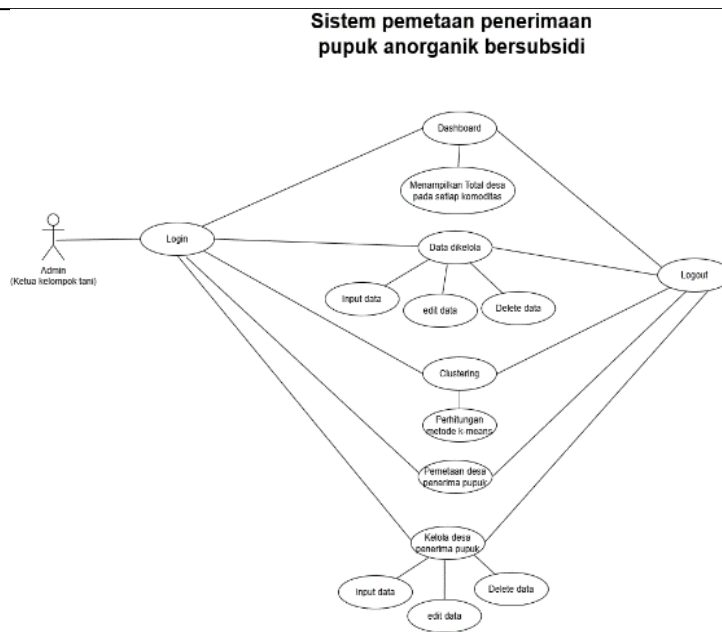 Sistem pemetaan penerimaan
pupuk anorganik bersubsidi
Dashboard
Menampilkan Total desa
pada setiap komoditas
Login
Admin
(Ketua kelompok tani)
Data dikelola
Logout
Input data
edit data
Delete data
Clustering
Perhitungan
metode k-means
Pemetaan desa
penerima pupuk
Kelola desa
penerima pupuk
Input data
edit data
Delete data